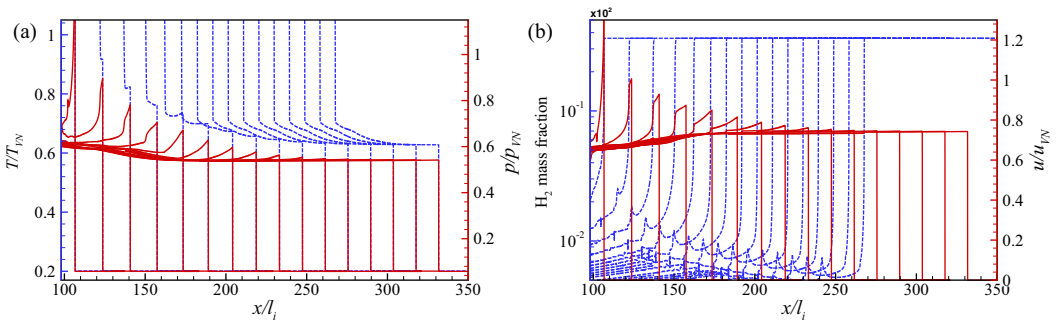 (a)
T/T_VN
1
0.8
0.6
0.4
0.2
100 150 200 250 300 350
x/l_i
1
0.8
0.6
0.4
0.2
p/p_VN
(b)
x10²
H₂ mass fraction
10⁻¹
10⁻²
100 150 200 250 300 350
x/l_i
1.2
1
0.8
0.6
0.4
0.2
0
u/u_VN